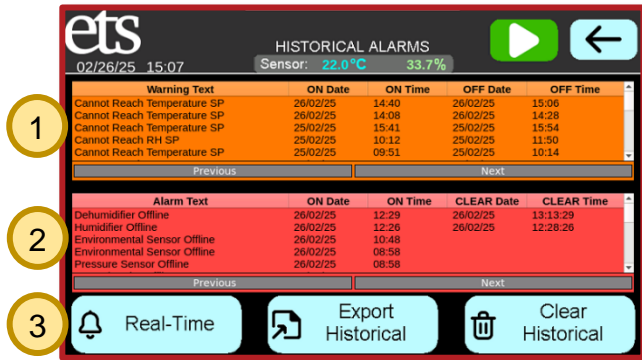 ets
HISTORICAL ALARMS
02/26/25 15:07
Sensor: 22.0°C 33.7%
1
Warning Text ON Date ON Time OFF Date OFF Time
Cannot Reach Temperature SP 26/02/25 14:40 26/02/25 15:06
Cannot Reach Temperature SP 26/02/25 14:08 26/02/25 14:28
Cannot Reach Temperature SP 25/02/25 15:41 25/02/25 15:54
Cannot Reach RH SP 25/02/25 10:12 25/02/25 11:50
Cannot Reach Temperature SP 25/02/25 09:51 25/02/25 10:14
Previous Next
2
Alarm Text ON Date ON Time CLEAR Date CLEAR Time
Dehumidifier Offline 26/02/25 12:29 26/02/25 13:13:29
Humidifier Offline 26/02/25 12:26 26/02/25 12:28:26
Environmental Sensor Offline 26/02/25 10:48
Environmental Sensor Offline 26/02/25 08:58
Pressure Sensor Offline 26/02/25 08:58
Previous Next
3
Real-Time
Export
Historical
Clear
Historical